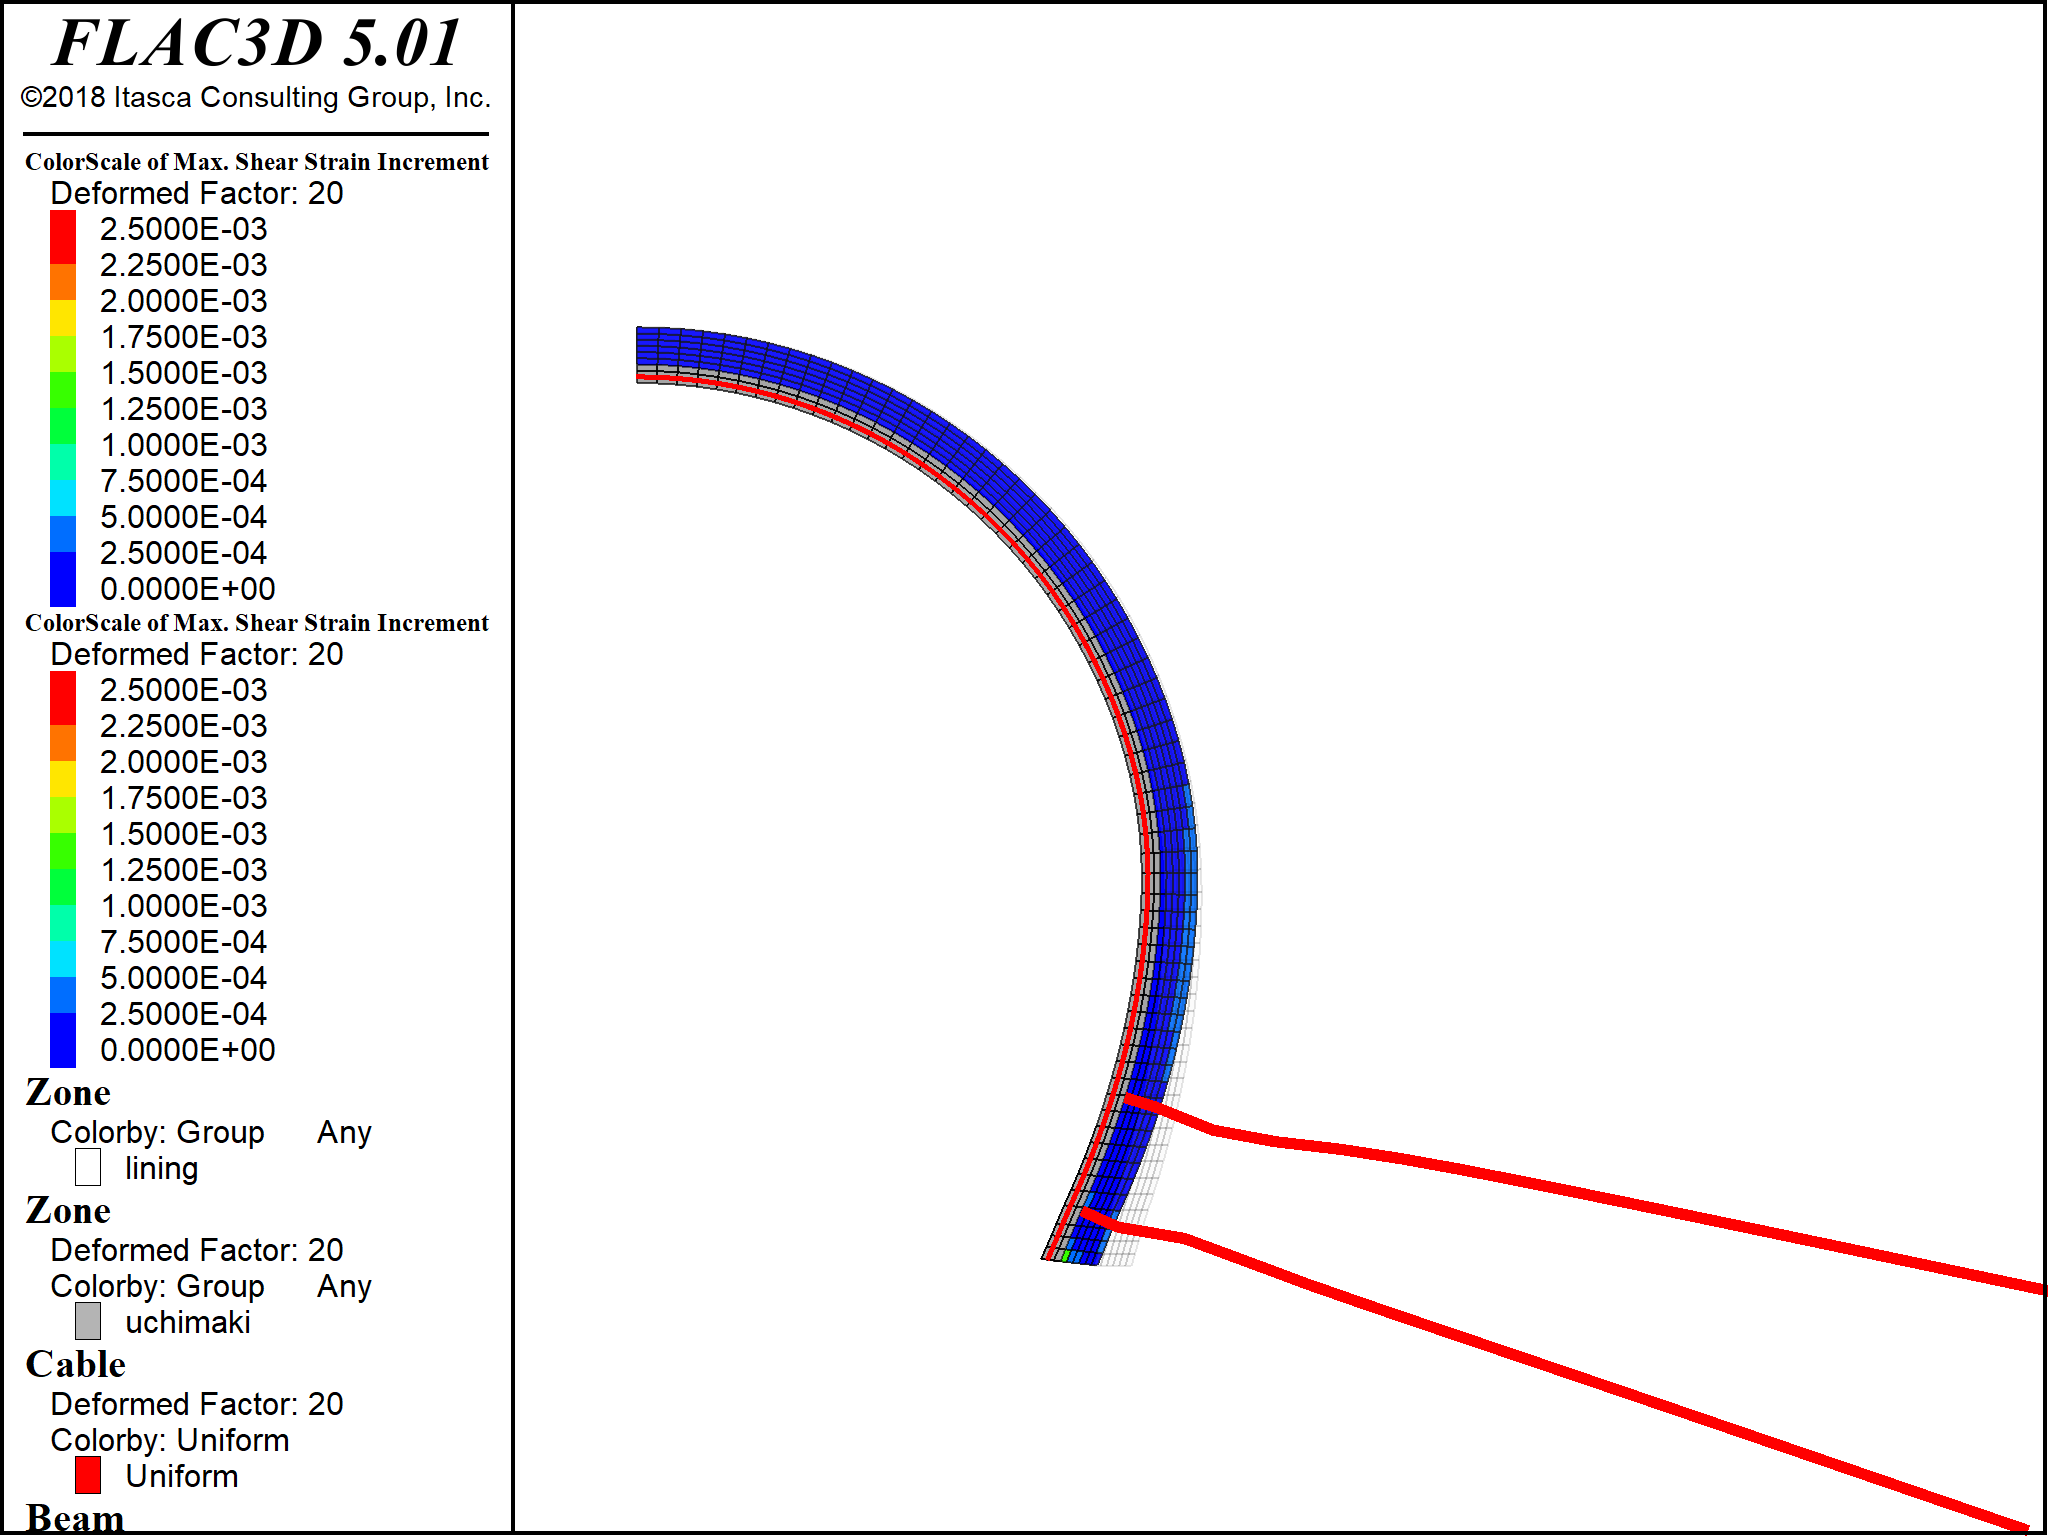 FLAC3D 5.01
©2018 Itasca Consulting Group, Inc.
ColorScale of Max. Shear Strain Increment
Deformed Factor: 20
2.5000E-03
2.2500E-03
2.0000E-03
1.7500E-03
1.5000E-03
1.2500E-03
1.0000E-03
7.5000E-04
5.0000E-04
2.5000E-04
0.0000E+00
ColorScale of Max. Shear Strain Increment
Deformed Factor: 20
2.5000E-03
2.2500E-03
2.0000E-03
1.7500E-03
1.5000E-03
1.2500E-03
1.0000E-03
7.5000E-04
5.0000E-04
2.5000E-04
0.0000E+00
Zone
Colorby: Group Any
lining
Zone
Deformed Factor: 20
Colorby: Group Any
uchimaki
Cable
Deformed Factor: 20
Colorby: Uniform
Uniform
Beam